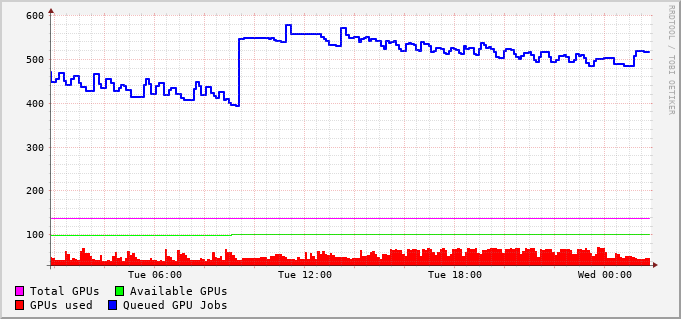 600
500
400
300
200
100
Tue 06:00 Tue 12:00 Tue 18:00 Wed 00:00
Total GPUs Available GPUs
GPUs used Queued GPU Jobs
RRDTOOL / TOBI OETIKER